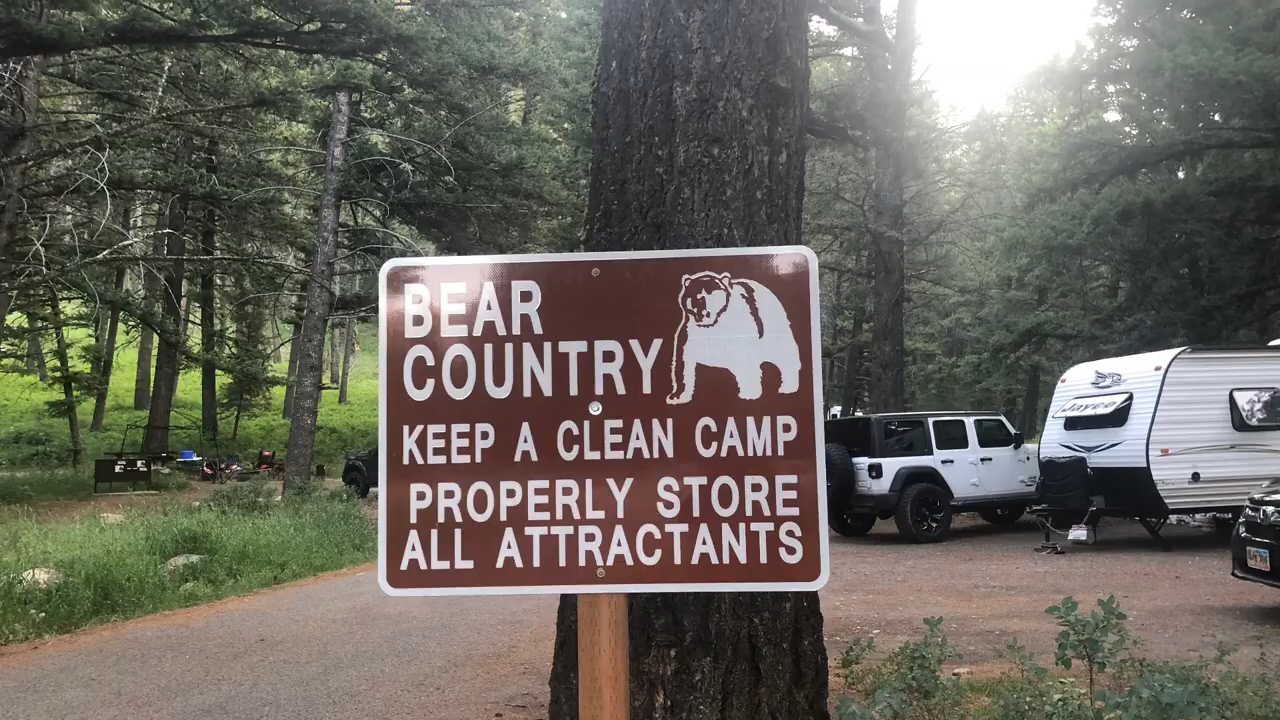 BEAR
COUNTRY
KEEP A CLEAN CAMP
PROPERLY STORE
ALL ATTRACTANTS
Jayco